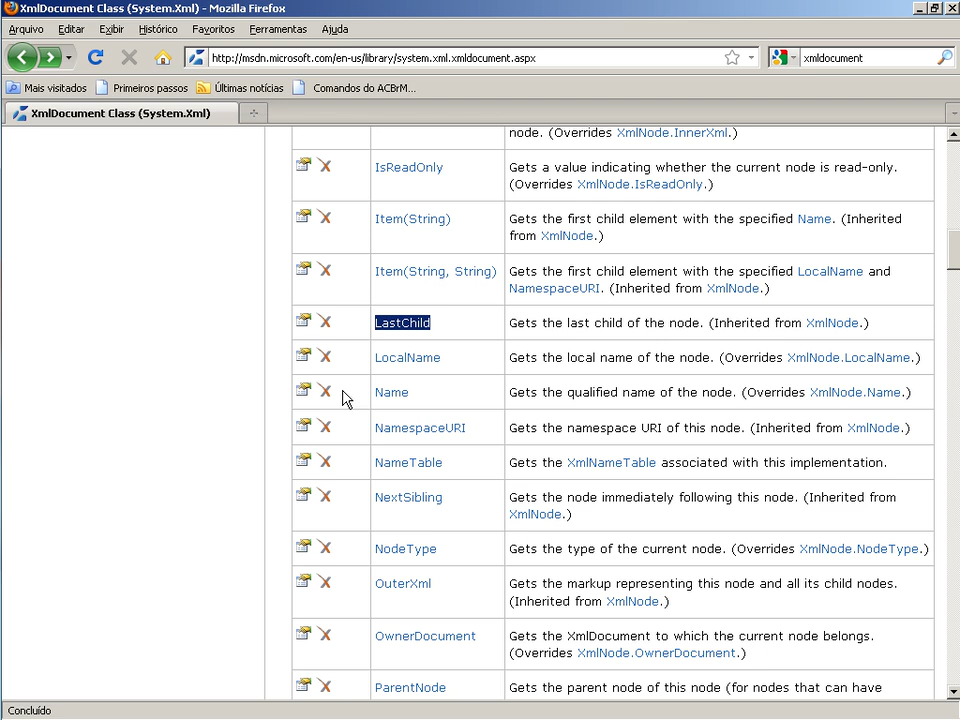 XmlDocument Class (System.Xml) - Mozilla Firefox
Arquivo Editar Exibir Histórico Favoritos Ferramentas Ajuda
http://msdn.microsoft.com/en-us/library/system.xml.xmldocument.aspx
xmldocument
Mais visitados Primeiros passos Últimas notícias Comandos do ACBrM...
XmlDocument Class (System.Xml)
node. (Overrides XmlNode.InnerXml.)
IsReadOnly Gets a value indicating whether the current node is read-only.
(Overrides XmlNode.IsReadOnly.)
Item(String) Gets the first child element with the specified Name. (Inherited
from XmlNode.)
Item(String, String) Gets the first child element with the specified LocalName and
NamespaceURI. (Inherited from XmlNode.)
LastChild Gets the last child of the node. (Inherited from XmlNode.)
LocalName Gets the local name of the node. (Overrides XmlNode.LocalName.)
Name Gets the qualified name of the node. (Overrides XmlNode.Name.)
NamespaceURI Gets the namespace URI of this node. (Inherited from XmlNode.)
NameTable Gets the XmlNameTable associated with this implementation.
NextSibling Gets the node immediately following this node. (Inherited from
XmlNode.)
NodeType Gets the type of the current node. (Overrides XmlNode.NodeType.)
OuterXml Gets the markup representing this node and all its child nodes.
(Inherited from XmlNode.)
OwnerDocument Gets the XmlDocument to which the current node belongs.
(Overrides XmlNode.OwnerDocument.)
ParentNode Gets the parent node of this node (for nodes that can have
Concluído